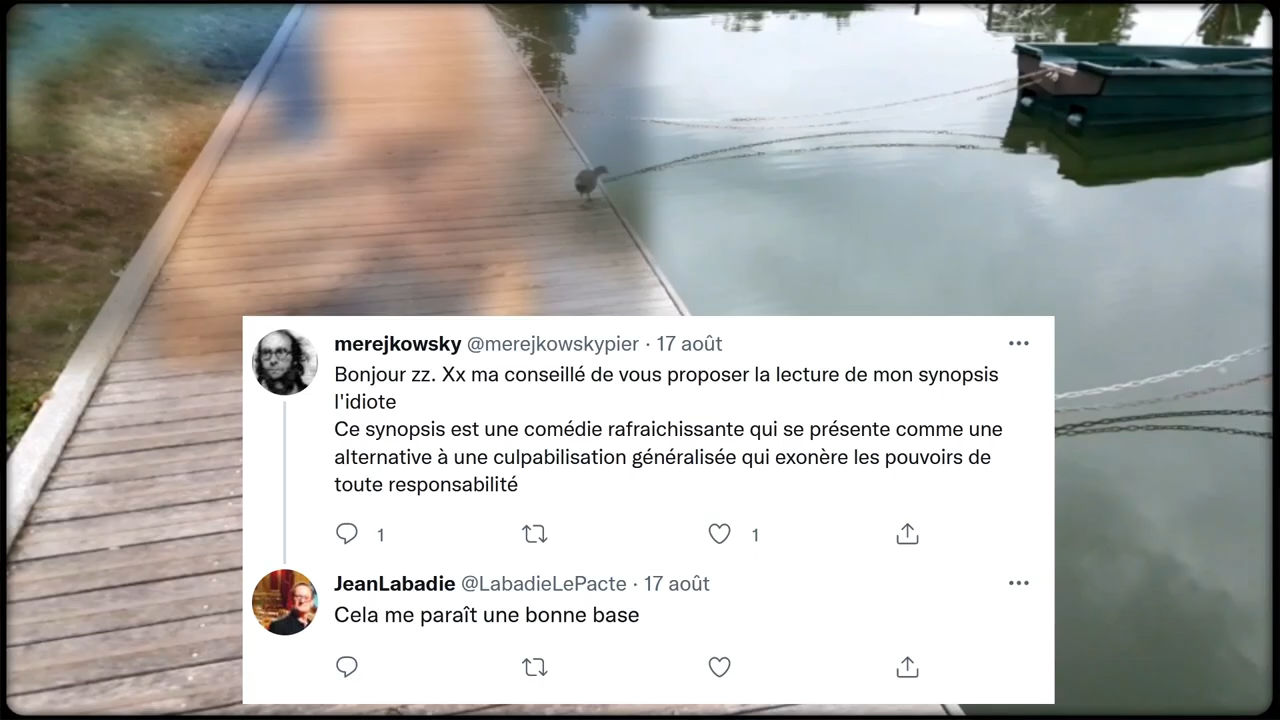 merejkowsky @merejkowskypier · 17 août
Bonjour zz. Xx ma conseillé de vous proposer la lecture de mon synopsis
l'idiote
Ce synopsis est une comédie rafraichissante qui se présente comme une
alternative à une culpabilisation généralisée qui exonère les pouvoirs de
toute responsabilité
1 1
JeanLabadie @LabadieLePacte · 17 août
Cela me paraît une bonne base